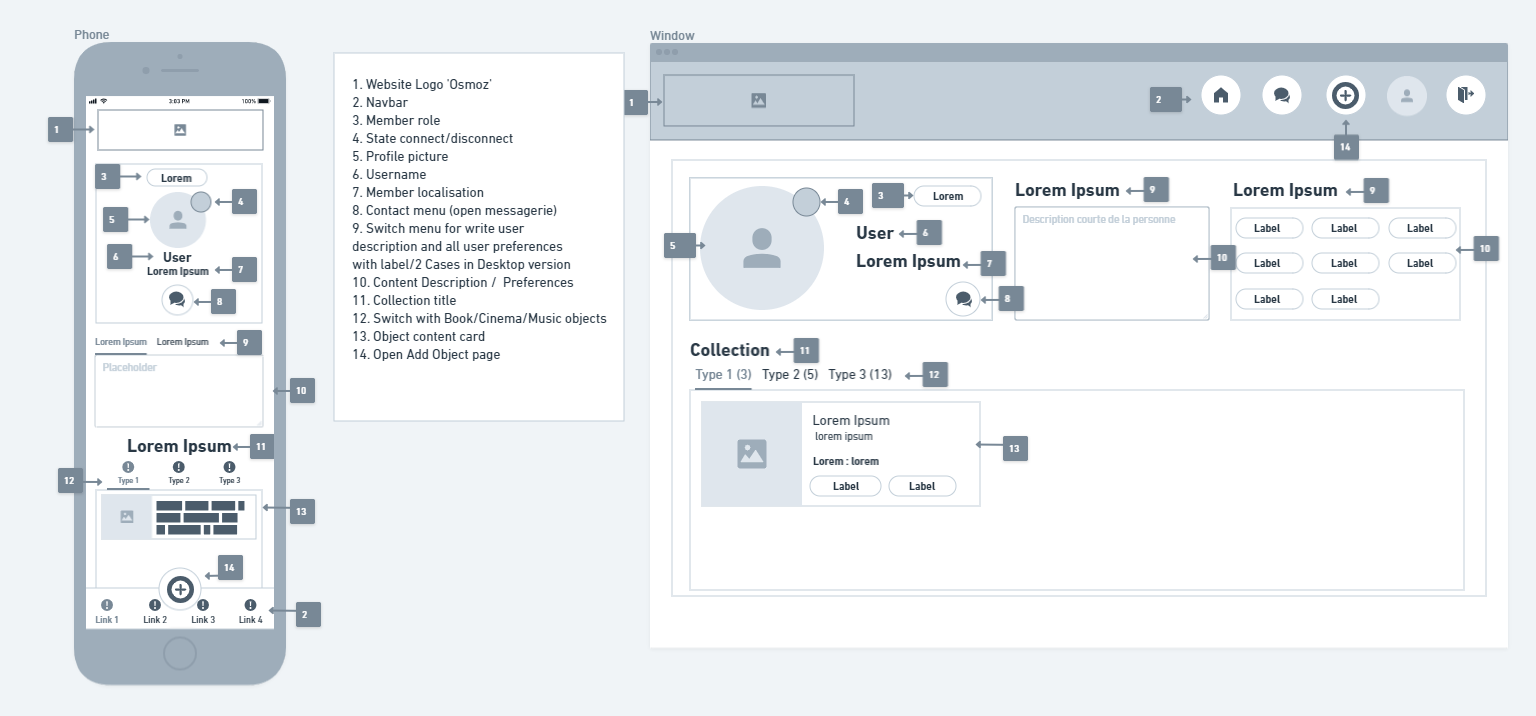 Phone
3:03 PM
100%
1
3
Lorem
4
5
6
User
Lorem Ipsum
7
8
Lorem Ipsum
Lorem Ipsum
9
Placeholder
10
Lorem Ipsum
11
12
Type 1
Type 2
Type 3
13
14
Link 1
Link 2
Link 3
Link 4
2
1. Website Logo 'Osmoz'
2. Navbar
3. Member role
4. State connect/disconnect
5. Profile picture
6. Username
7. Member localisation
8. Contact menu (open messagerie)
9. Switch menu for write user
description and all user preferences
with label/2 Cases in Desktop version
10. Content Description / Preferences
11. Collection title
12. Switch with Book/Cinema/Music objects
13. Object content card
14. Open Add Object page
Window
1
2
14
5
4
3
Lorem
User
6
Lorem Ipsum
7
8
Lorem Ipsum
9
Description courte de la personne
10
Lorem Ipsum
9
Label
Label
Label
Label
Label
Label
Label
Label
10
Collection
11
Type 1 (3)
Type 2 (5)
Type 3 (13)
12
Lorem Ipsum
lorem ipsum
Lorem : lorem
Label
Label
13